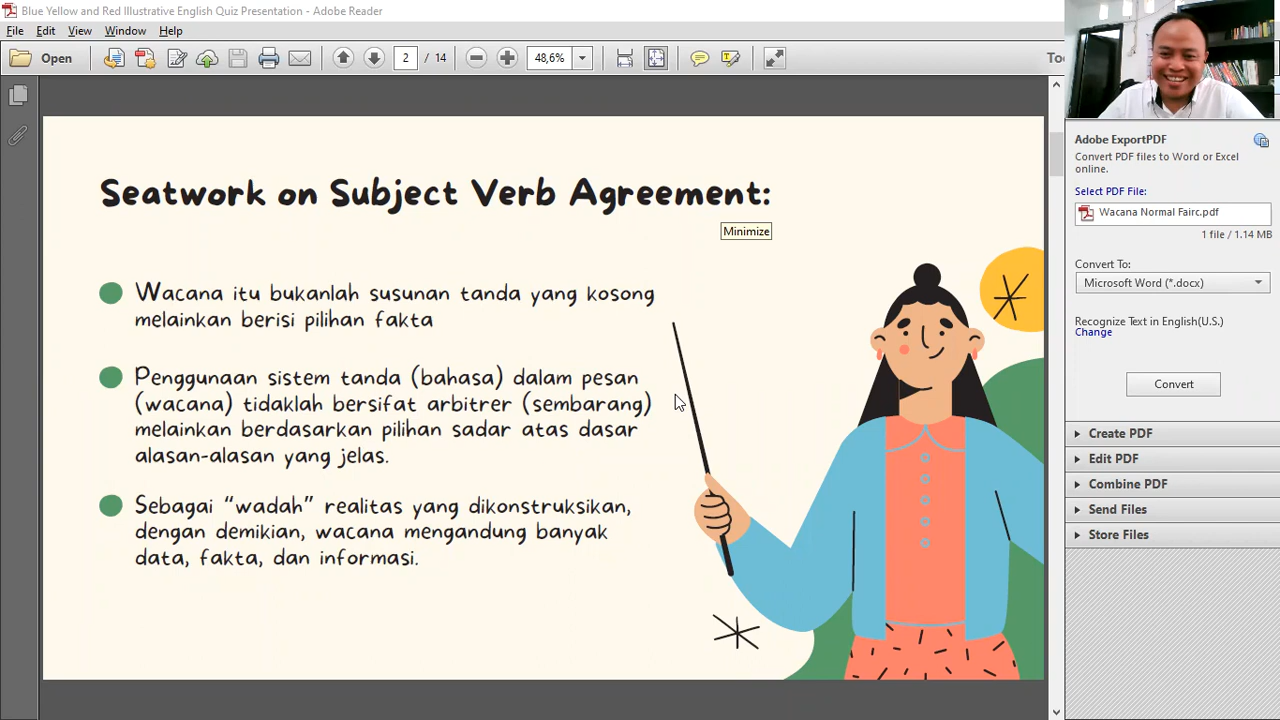 Blue Yellow and Red Illustrative English Quiz Presentation - Adobe Reader
File Edit View Window Help
Open 2 / 14 48,6%
Seatwork on Subject Verb Agreement:
Minimize
Wacana itu bukanlah susunan tanda yang kosong
melainkan berisi pilihan fakta
Penggunaan sistem tanda (bahasa) dalam pesan
(wacana) tidaklah bersifat arbitrer (sembarang)
melainkan berdasarkan pilihan sadar atas dasar
alasan-alasan yang jelas.
Sebagai “wadah” realitas yang dikonstruksikan,
dengan demikian, wacana mengandung banyak
data, fakta, dan informasi.
Adobe ExportPDF
Convert PDF files to Word or Excel
online.
Select PDF File:
Wacana Normal Fairc.pdf
1 file / 1.14 MB
Convert To:
Microsoft Word (*.docx)
Recognize Text in English(U.S.)
Change
Convert
Create PDF
Edit PDF
Combine PDF
Send Files
Store Files